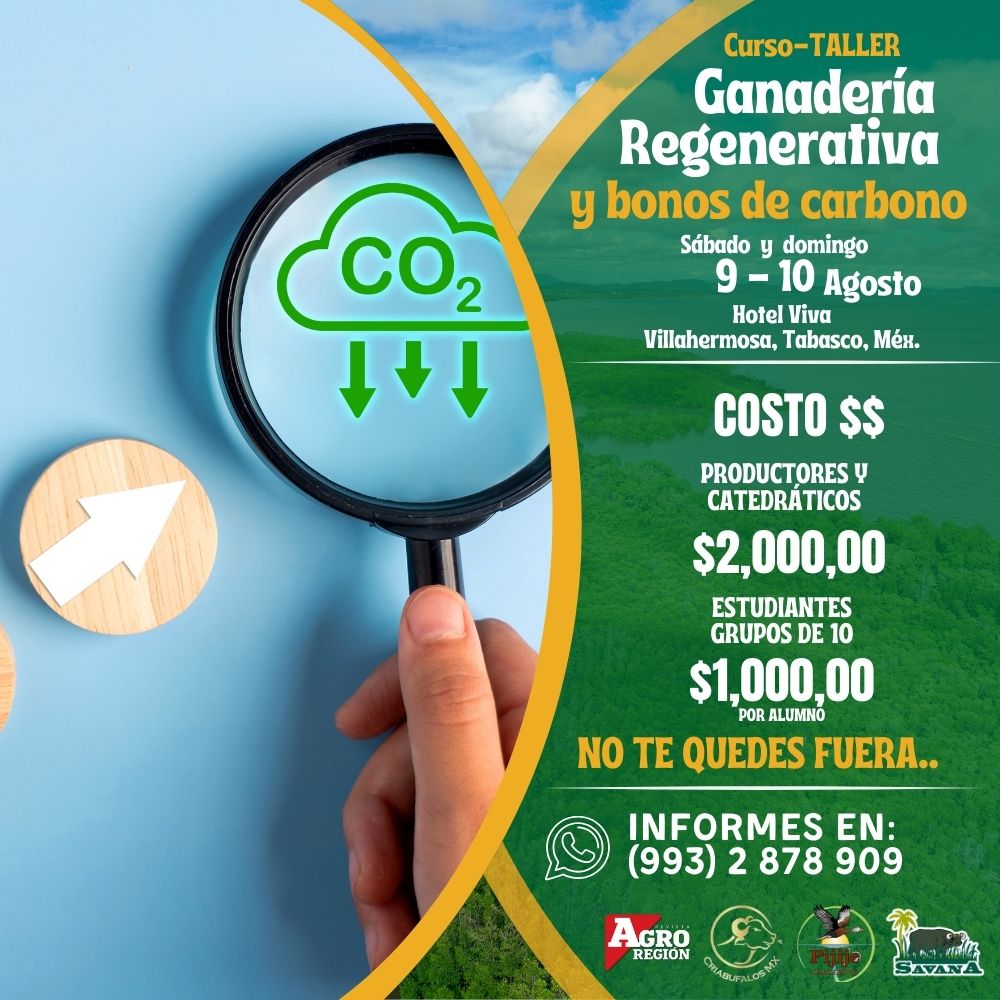 Curso-TALLER
Ganadería
Regenerativa
y bonos de carbono
Sábado y domingo
9 - 10 Agosto
Hotel Viva
Villahermosa, Tabasco, Méx.
COSTO $$
PRODUCTORES Y
CATEDRÁTICOS
$2,000,00
ESTUDIANTES
GRUPOS DE 10
$1,000,00
POR ALUMNO
NO TE QUEDES FUERA..
INFORMES EN:
(993) 2 878 909
CO2
REVISTA
AGRO
REGIÓN
CRIABUFALOS MX
Pijije
SAVANA